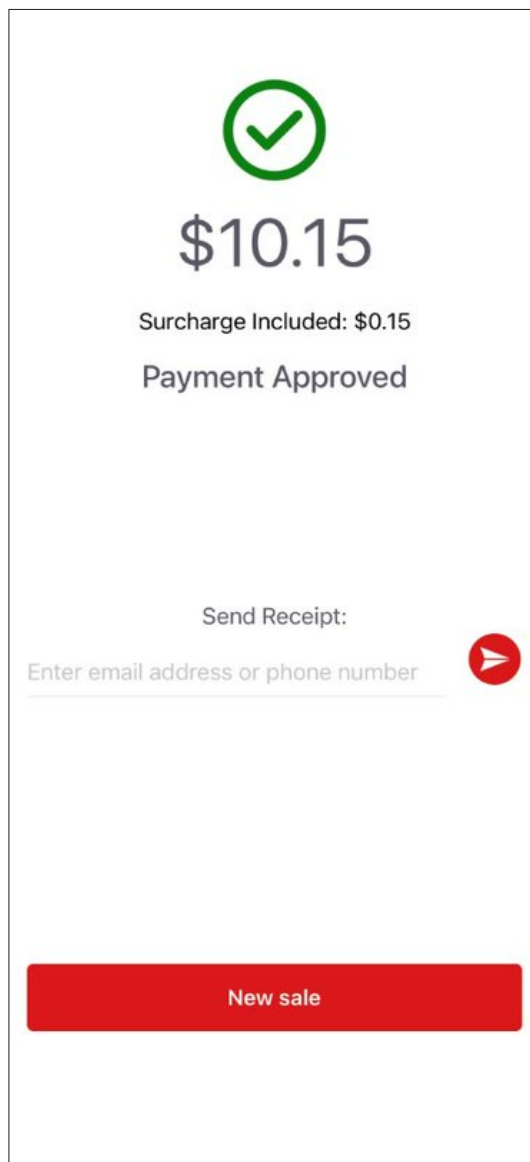 $10.15
Surcharge Included: $0.15
Payment Approved
Send Receipt:
Enter email address or phone number
New sale